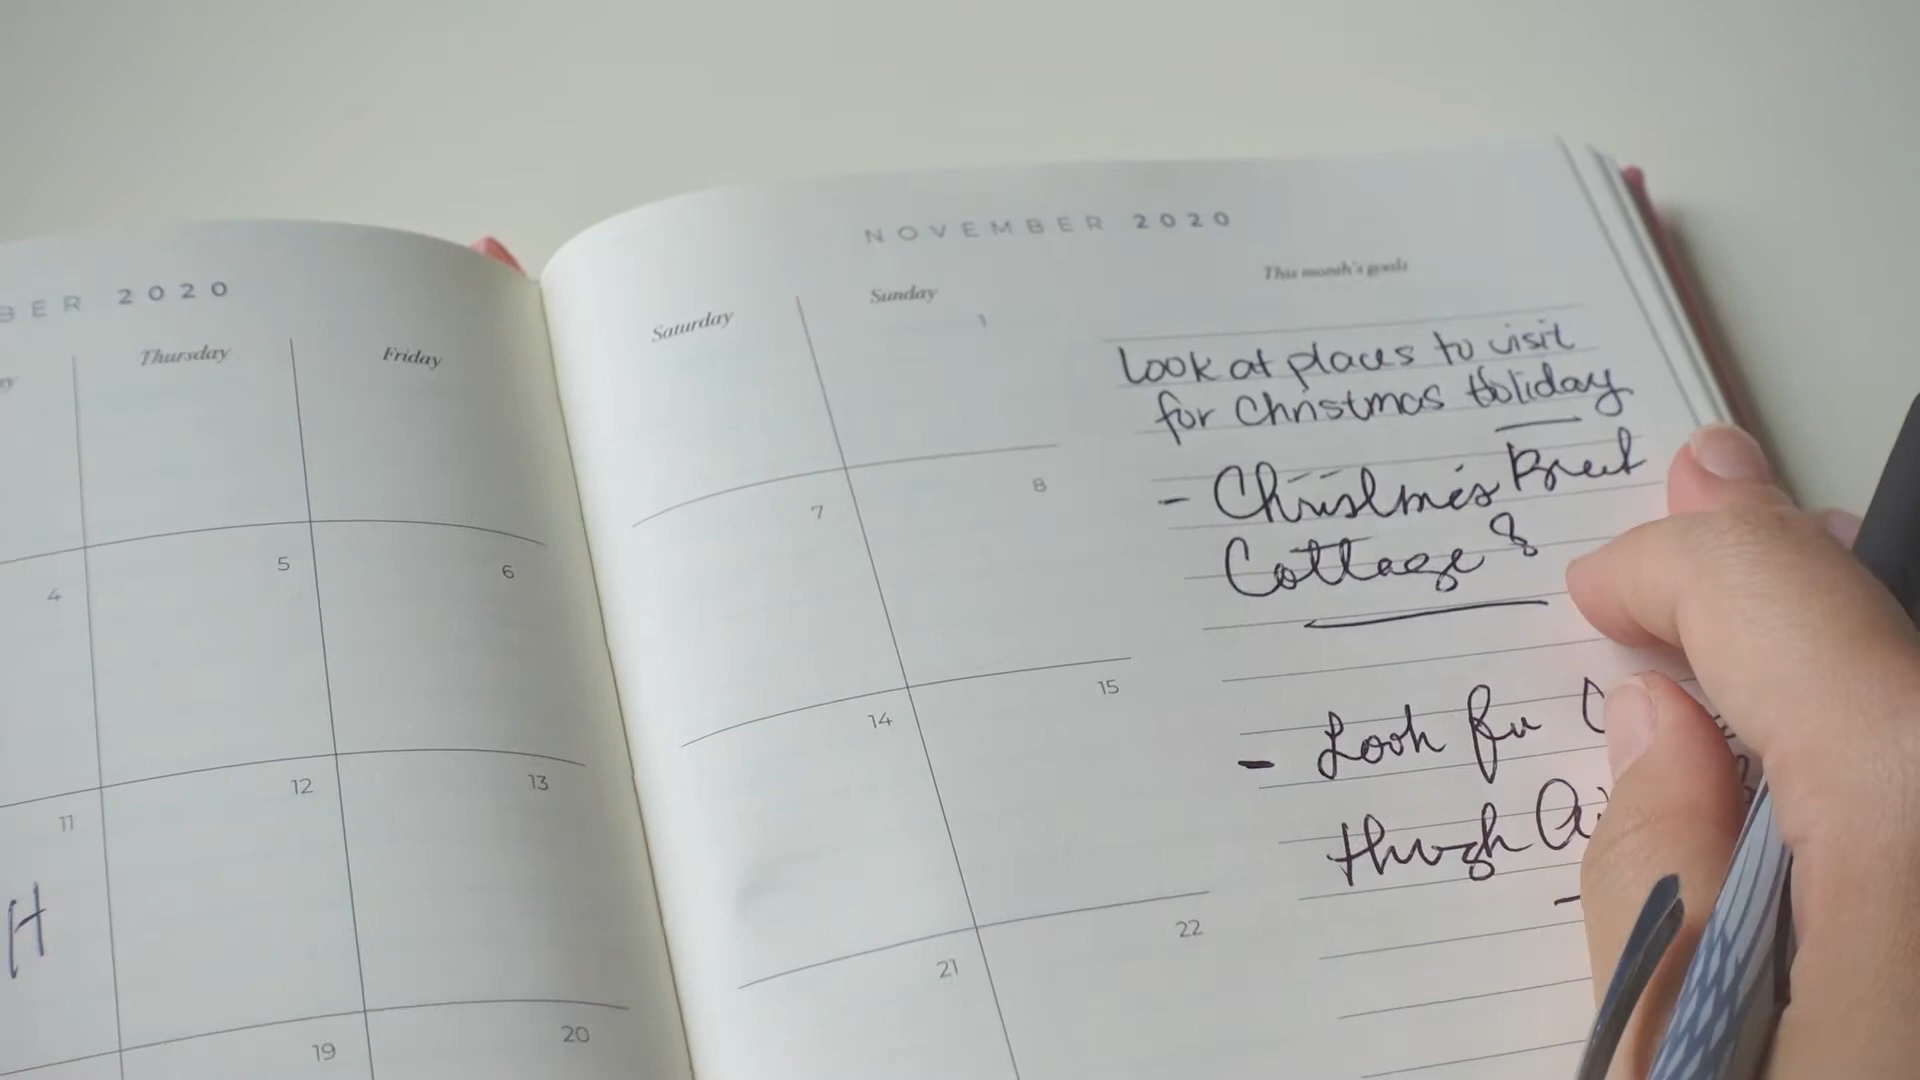 BER 2020
Thursday
Friday
4
5
6
11
12
13
H
19
20
NOVEMBER 2020
Saturday
Sunday
1
7
8
14
15
21
22
This month's goals
Look at places to visit
for Christmas Holiday
- Christmas
Cottage
- Look for
through